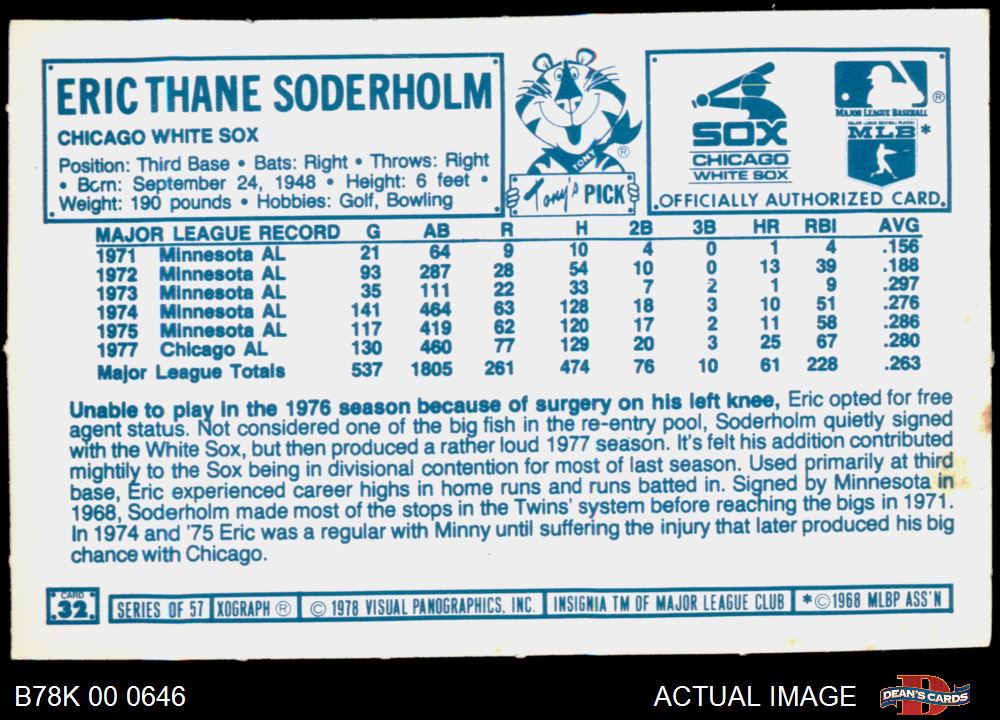 ERIC THANE SODERHOLM
CHICAGO WHITE SOX
Position: Third Base • Bats: Right • Throws: Right
• Born: September 24, 1948 • Height: 6 feet •
Weight: 190 pounds • Hobbies: Golf, Bowling
TONY
®
Tony's PICK
SOX
CHICAGO
WHITE SOX
®
MAJOR LEAGUE BASEBALL
MAJOR LEAGUE BASEBALL PLAYERS
MLB*
OFFICIALLY AUTHORIZED CARD
MAJOR LEAGUE RECORD G AB R H 2B 3B HR RBI AVG
1971 Minnesota AL 21 64 9 10 4 0 1 4 .156
1972 Minnesota AL 93 287 28 54 10 0 13 39 .188
1973 Minnesota AL 35 111 22 33 7 2 1 9 .297
1974 Minnesota AL 141 464 63 128 18 3 10 51 .276
1975 Minnesota AL 117 419 62 120 17 2 11 58 .286
1977 Chicago AL 130 460 77 129 20 3 25 67 .280
Major League Totals 537 1805 261 474 76 10 61 228 .263
Unable to play in the 1976 season because of surgery on his left knee, Eric opted for free
agent status. Not considered one of the big fish in the re-entry pool, Soderholm quietly signed
with the White Sox, but then produced a rather loud 1977 season. It's felt his addition contributed
mightily to the Sox being in divisional contention for most of last season. Used primarily at third
base, Eric experienced career highs in home runs and runs batted in. Signed by Minnesota in
1968, Soderholm made most of the stops in the Twins' system before reaching the bigs in 1971.
In 1974 and '75 Eric was a regular with Minny until suffering the injury that later produced his big
chance with Chicago.
CARD
.32. SERIES OF 57 XOGRAPH ® © 1978 VISUAL PANOGRAPHICS, INC. INSIGNIA TM OF MAJOR LEAGUE CLUB *©1968 MLBP ASS'N
B78K 00 0646 ACTUAL IMAGE DEAN'S CARDS